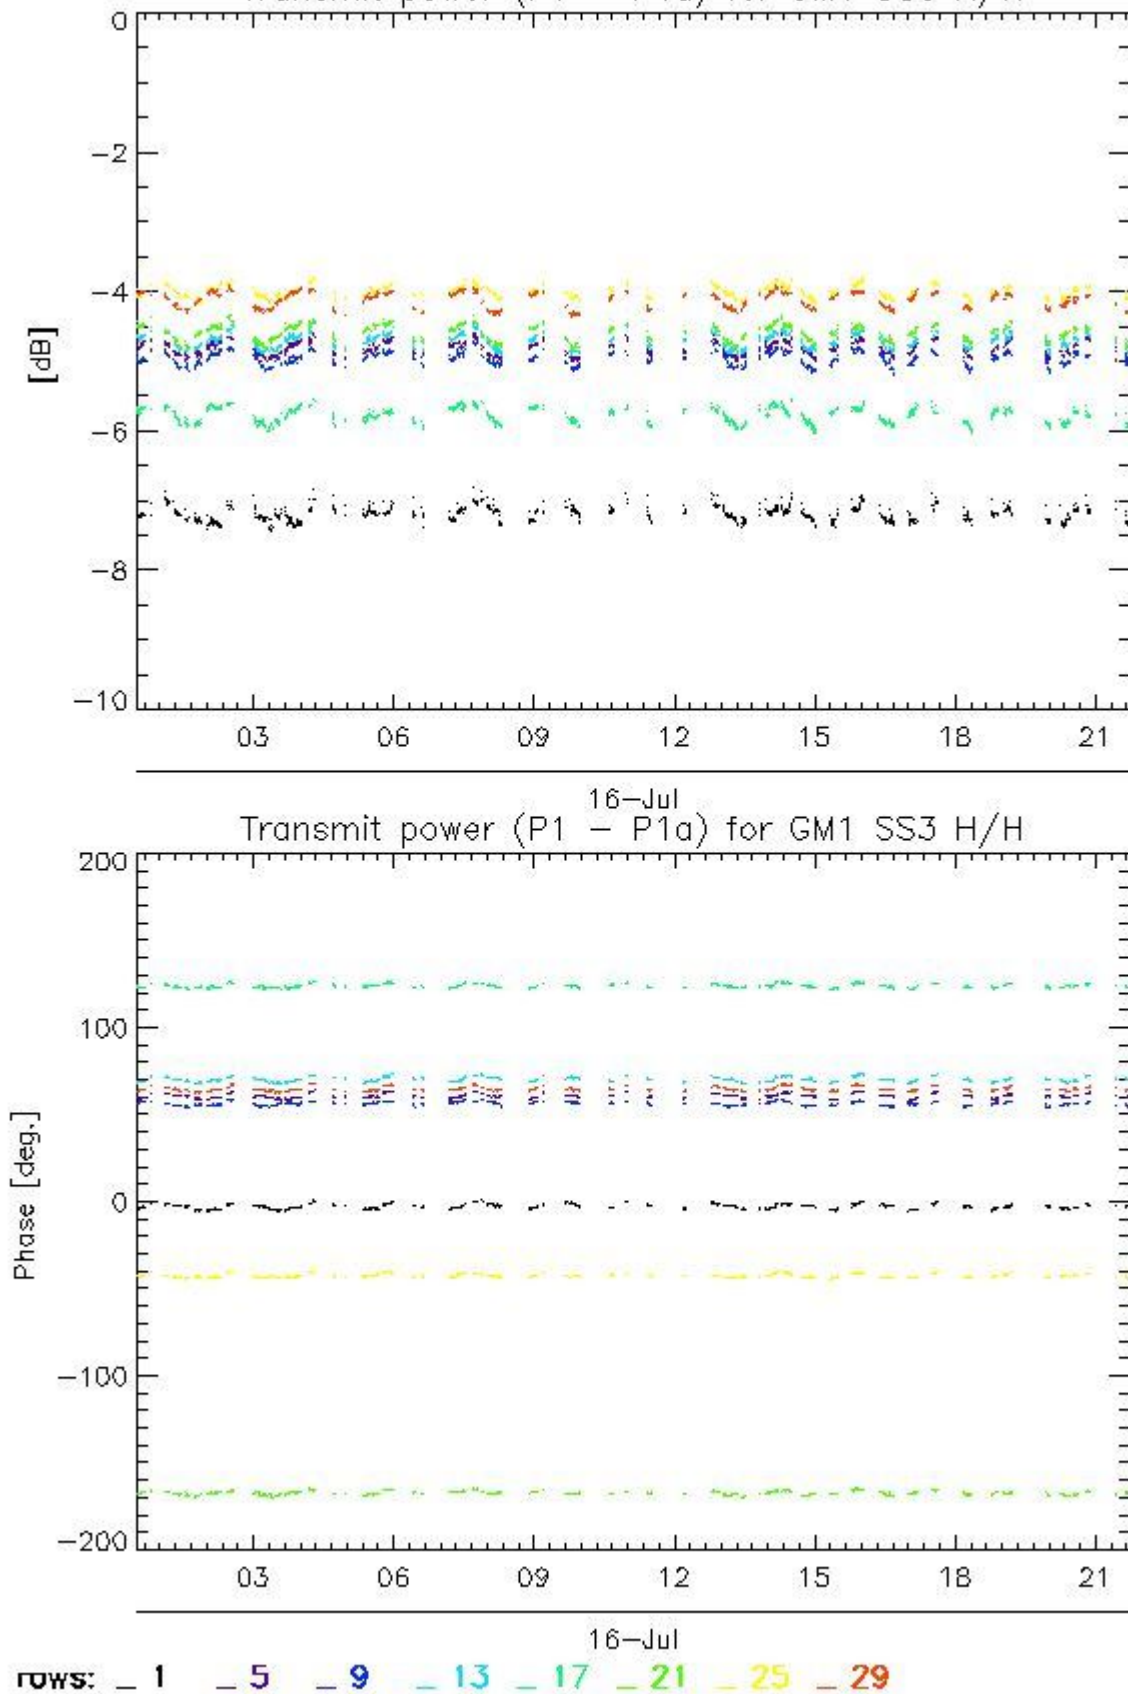 0
−2
−4
[dB]
−6
−8
−10
03 06 09 12 15 18 21
16−Jul
Transmit power (P1 − P1a) for GM1 SS3 H/H
200
100
Phase [deg.]
0
−100
−200
03 06 09 12 15 18 21
16−Jul
rows: _ 1 _ 5 _ 9 _ 13 _ 17 _ 21 _ 25 _ 29